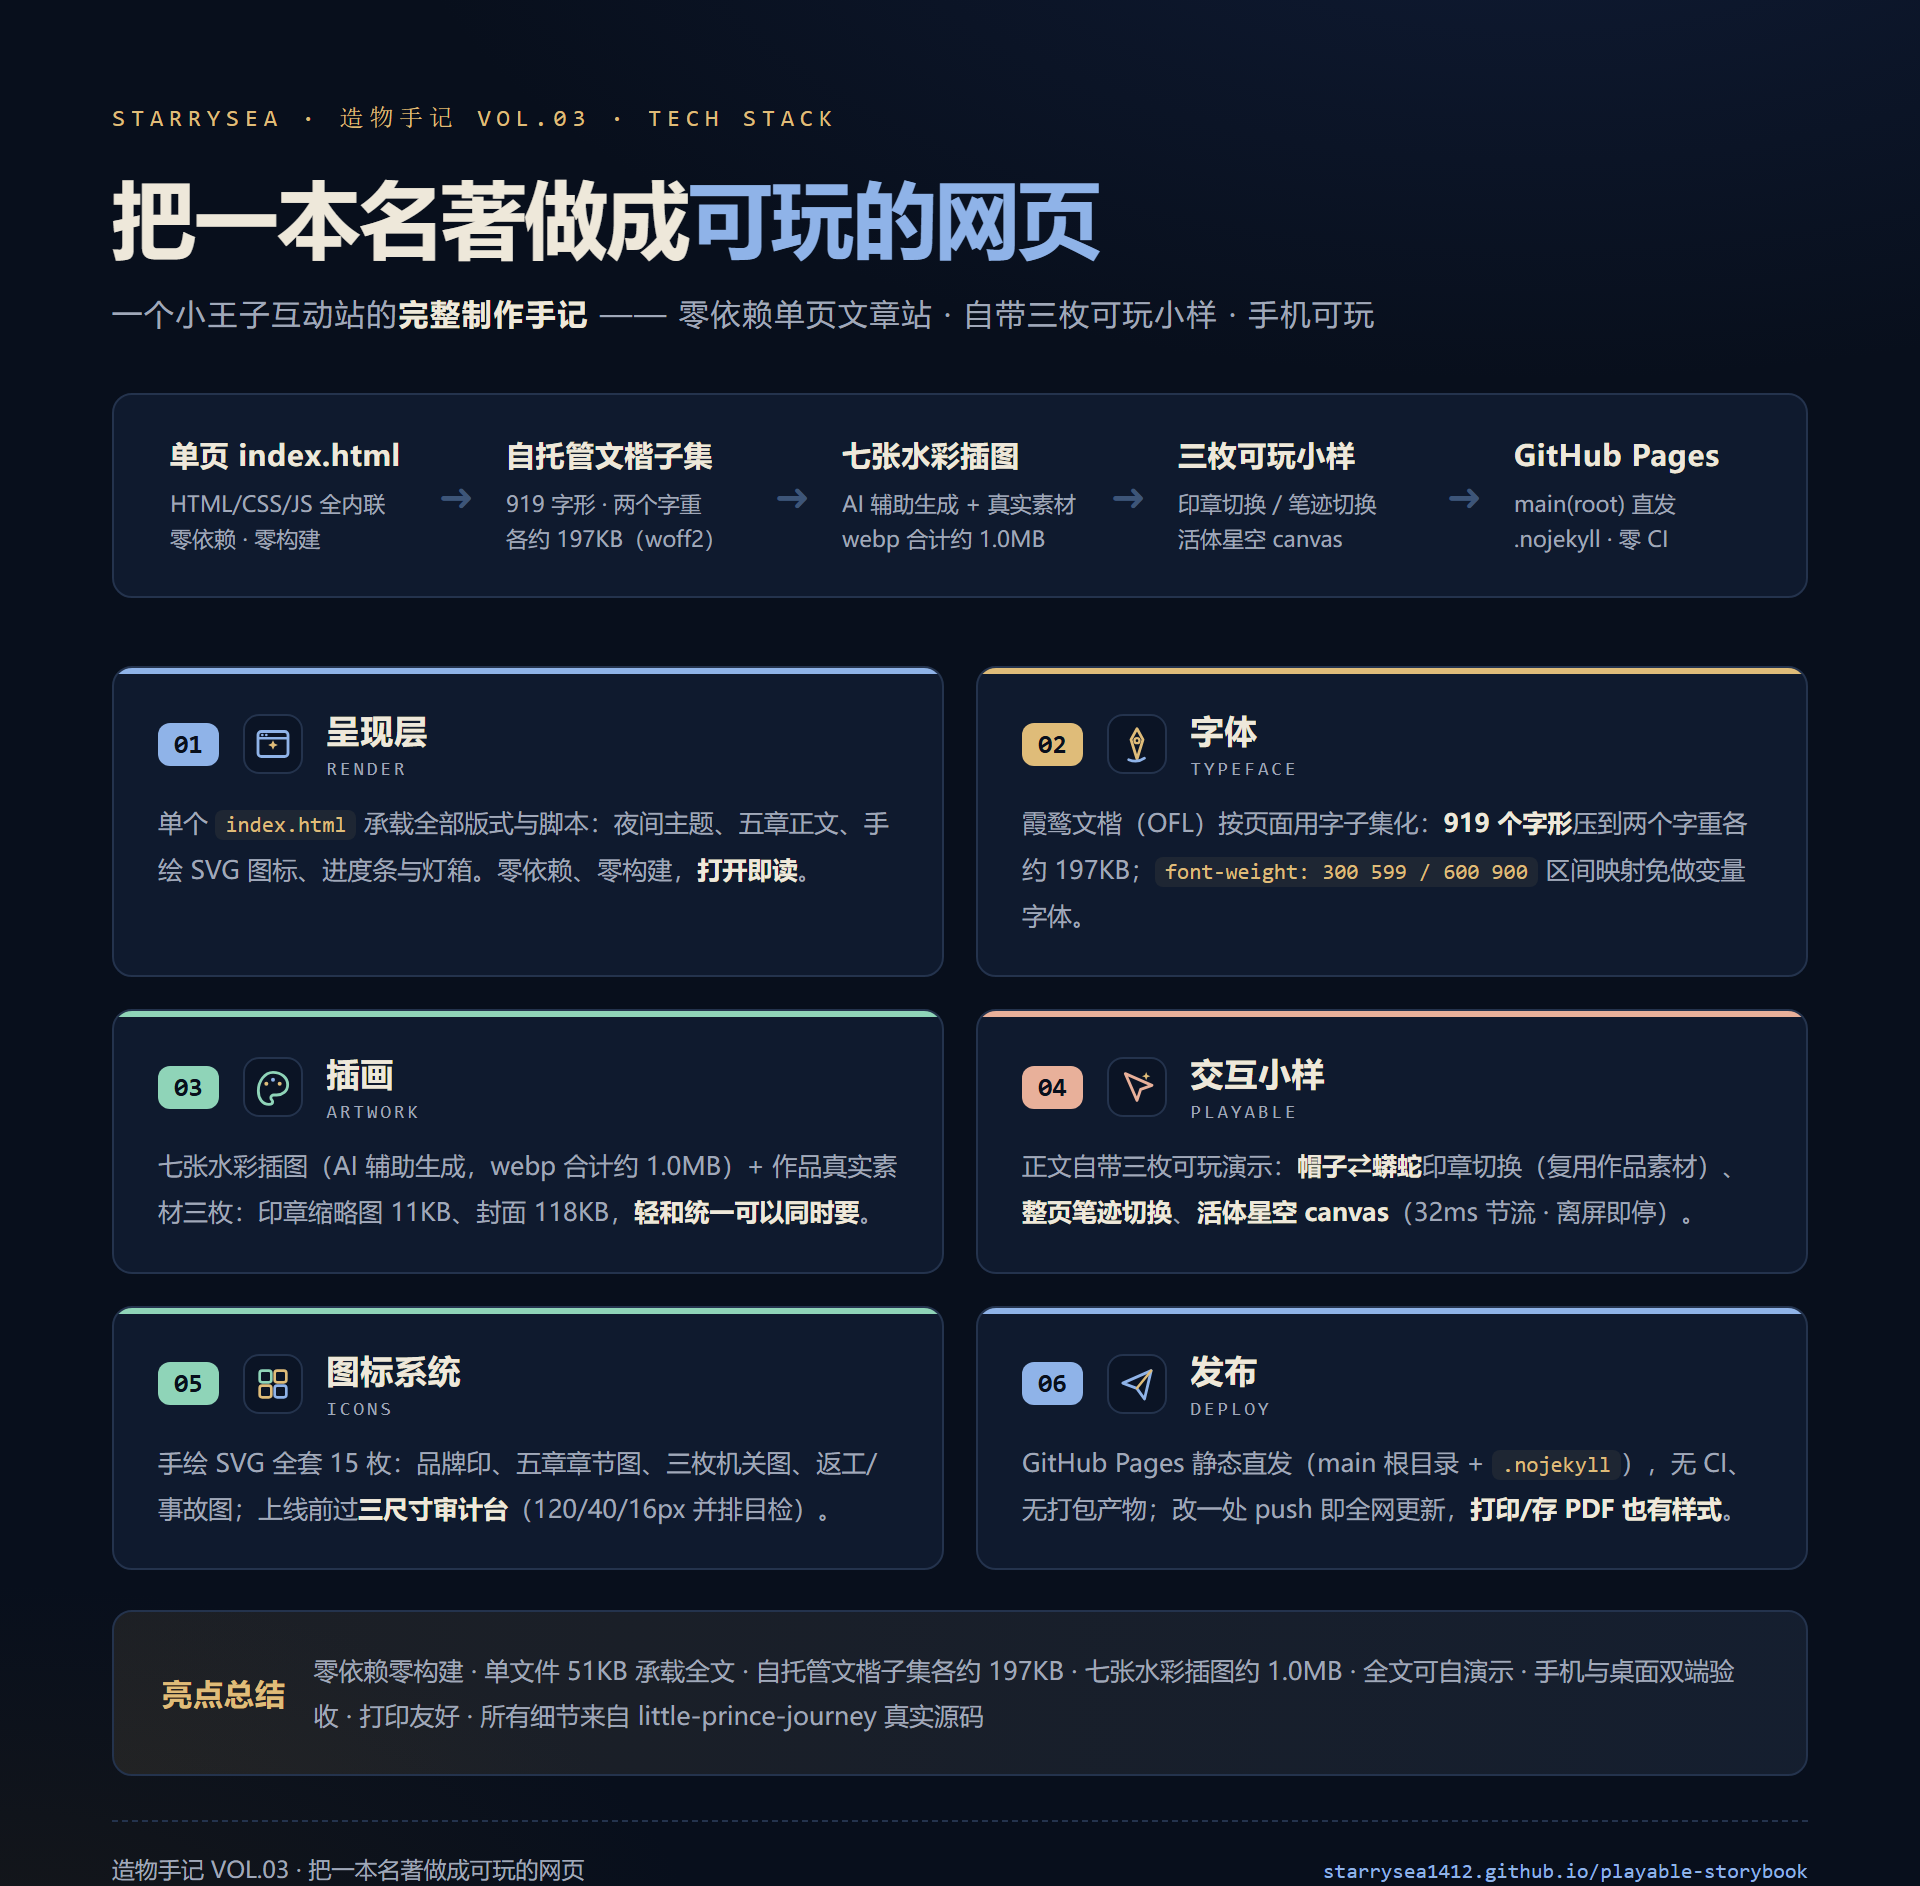 STARRYSEA · 造物手记 VOL.03 · TECH STACK
把一本名著做成可玩的网页
一个小王子互动站的完整制作手记 —— 零依赖单页文章站 · 自带三枚可玩小样 · 手机可玩
单页 index.html
HTML/CSS/JS 全内联
零依赖 · 零构建
→
自托管文楷子集
919 字形 · 两个字重
各约 197KB（woff2）
→
七张水彩插图
AI 辅助生成 + 真实素材
webp 合计约 1.0MB
→
三枚可玩小样
印章切换 / 笔迹切换
活体星空 canvas
→
GitHub Pages
main(root) 直发
.nojekyll · 零 CI
01
呈现层
RENDER
单个 index.html 承载全部版式与脚本：夜间主题、五章正文、手
绘 SVG 图标、进度条与灯箱。零依赖、零构建，打开即读。
02
字体
TYPEFACE
霞鹜文楷（OFL）按页面用字子集化：919 个字形压到两个字重各
约 197KB；font-weight: 300 599 / 600 900 区间映射免做变量
字体。
03
插画
ARTWORK
七张水彩插图（AI 辅助生成，webp 合计约 1.0MB）+ 作品真实素
材三枚：印章缩略图 11KB、封面 118KB，轻和统一可以同时要。
04
交互小样
PLAYABLE
正文自带三枚可玩演示：帽子⇄蟒蛇印章切换（复用作品素材）、
整页笔迹切换、活体星空 canvas（32ms 节流 · 离屏即停）。
05
图标系统
ICONS
手绘 SVG 全套 15 枚：品牌印、五章章节图、三枚机关图、返工/
事故图；上线前过三尺寸审计台（120/40/16px 并排目检）。
06
发布
DEPLOY
GitHub Pages 静态直发（main 根目录 + .nojekyll），无 CI、
无打包产物；改一处 push 即全网更新，打印/存 PDF 也有样式。
亮点总结
零依赖零构建 · 单文件 51KB 承载全文 · 自托管文楷子集各约 197KB · 七张水彩插图约 1.0MB · 全文可自演示 · 手机与桌面双端验
收 · 打印友好 · 所有细节来自 little-prince-journey 真实源码
造物手记 VOL.03 · 把一本名著做成可玩的网页
starrysea1412.github.io/playable-storybook